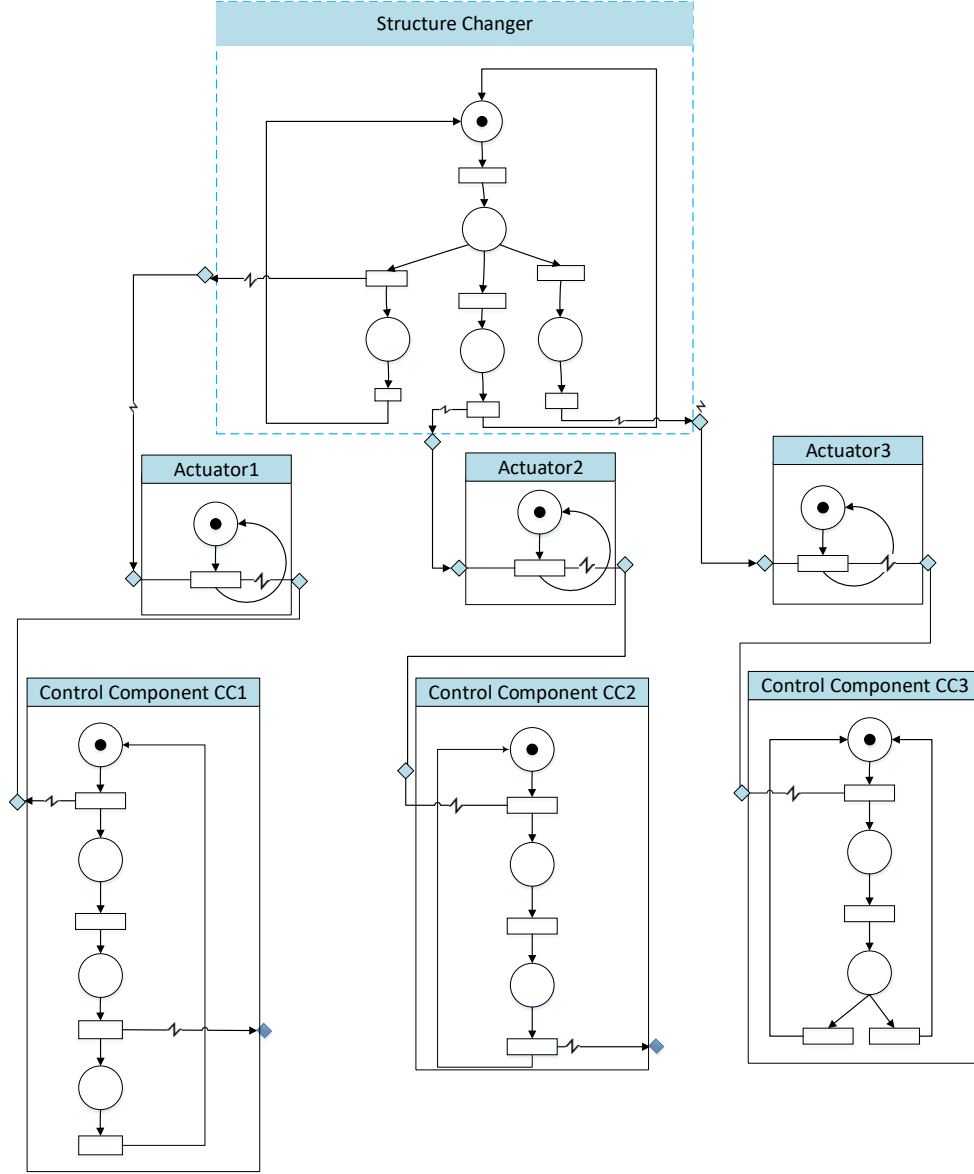 Structure Changer
Actuator1
Actuator2
Actuator3
Control Component CC1
Control Component CC2
Control Component CC3